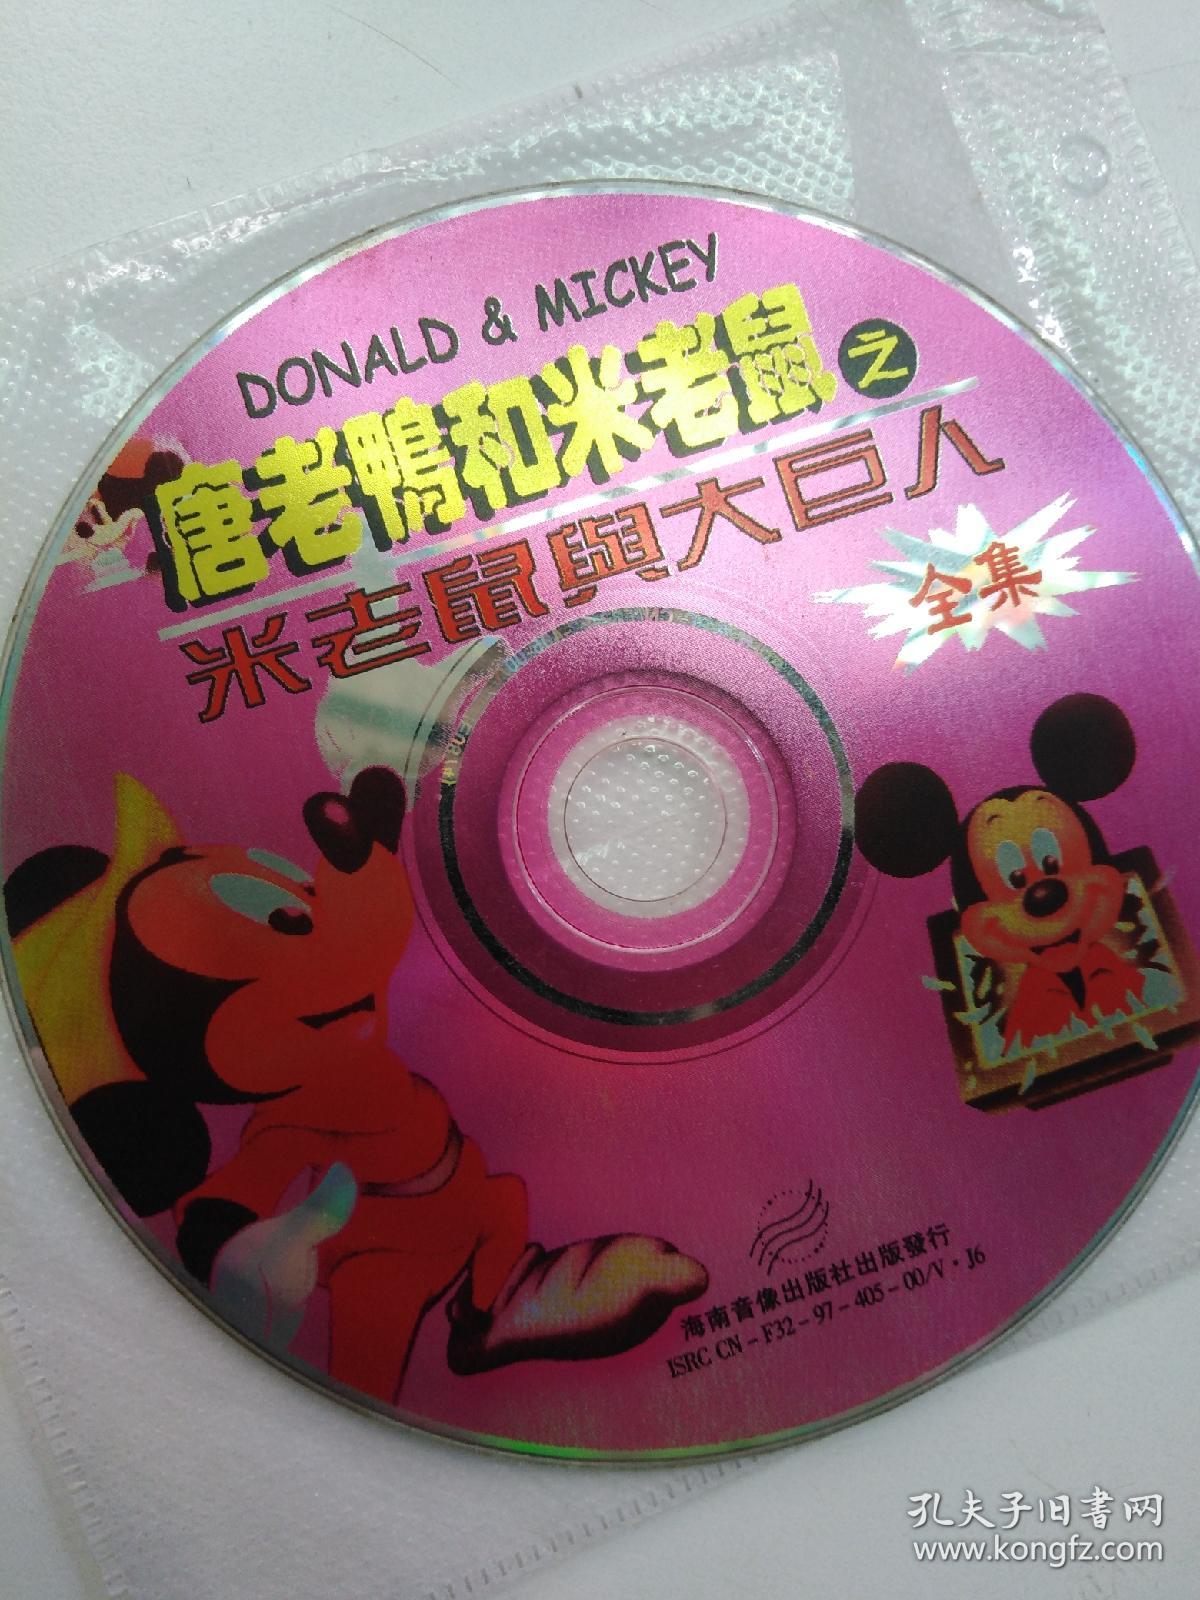 DONALD & MICKEY
唐老鴨和米老鼠之
米老鼠與大巨人
全集
海南音像出版社出版發行
ISRC CN-F32-97-405-00/V·J6
孔夫子旧书网
www.kongfz.com